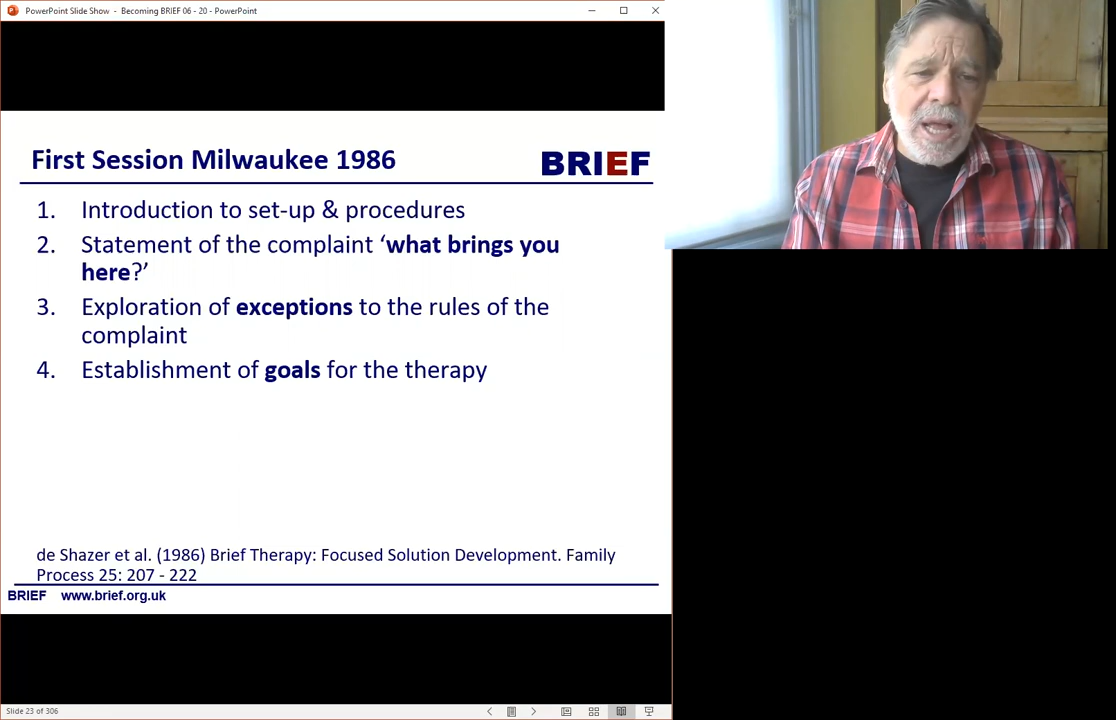 PowerPoint Slide Show - Becoming BRIEF 06 - 20 - PowerPoint
First Session Milwaukee 1986
BRIEF
1. Introduction to set-up & procedures
2. Statement of the complaint ‘what brings you
here?’
3. Exploration of exceptions to the rules of the
complaint
4. Establishment of goals for the therapy
de Shazer et al. (1986) Brief Therapy: Focused Solution Development. Family
Process 25: 207 - 222
BRIEF www.brief.org.uk
Slide 23 of 306